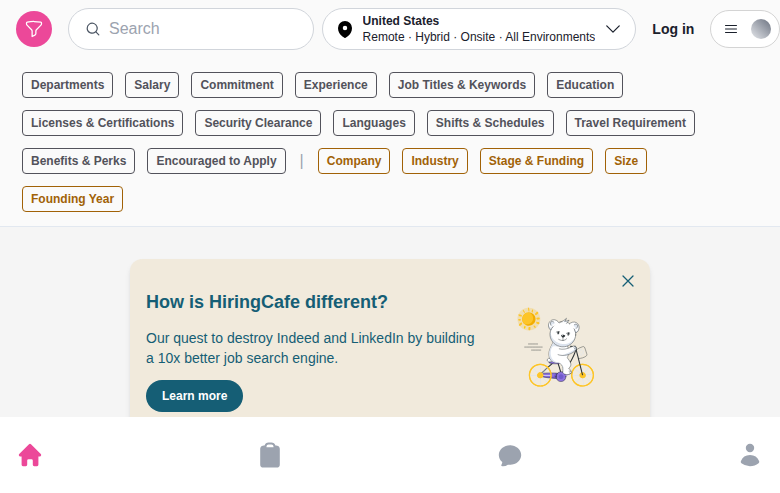 Search
United States
Remote · Hybrid · Onsite · All Environments
Log in
Departments
Salary
Commitment
Experience
Job Titles & Keywords
Education
Licenses & Certifications
Security Clearance
Languages
Shifts & Schedules
Travel Requirement
Benefits & Perks
Encouraged to Apply
|
Company
Industry
Stage & Funding
Size
Founding Year
How is HiringCafe different?
Our quest to destroy Indeed and LinkedIn by building
a 10x better job search engine.
Learn more